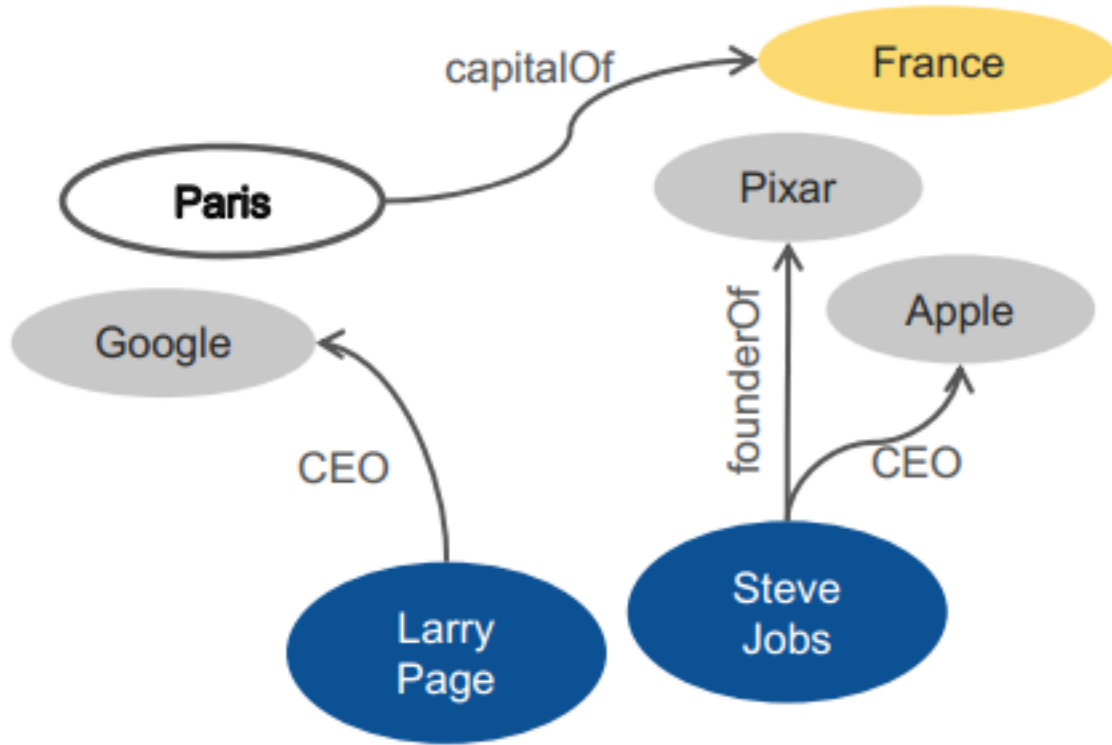 France
capitalOf
Pixar
Paris
Apple
Google
founderOf
CEO
CEO
Steve
Jobs
Larry
Page